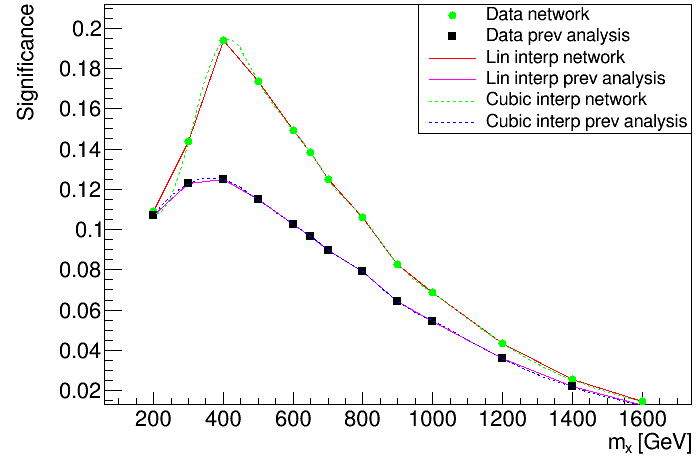 Significance
0.2
0.18
0.16
0.14
0.12
0.1
0.08
0.06
0.04
0.02
Data network
Data prev analysis
Lin interp network
Lin interp prev analysis
Cubic interp network
Cubic interp prev analysis
200 400 600 800 1000 1200 1400 1600
mₓ [GeV]